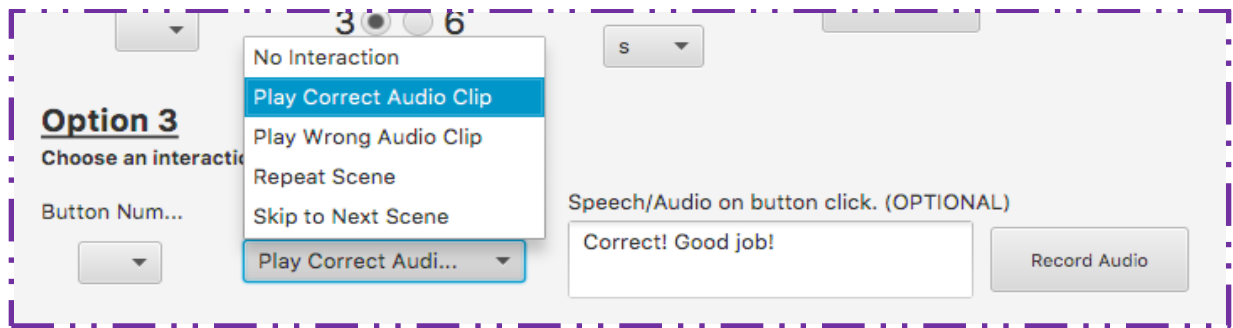 3 6
s
No Interaction
Play Correct Audio Clip
Option 3
Play Wrong Audio Clip
Choose an interacti
Repeat Scene
Button Num...
Skip to Next Scene
Speech/Audio on button click. (OPTIONAL)
Play Correct Audi...
Correct! Good job!
Record Audio